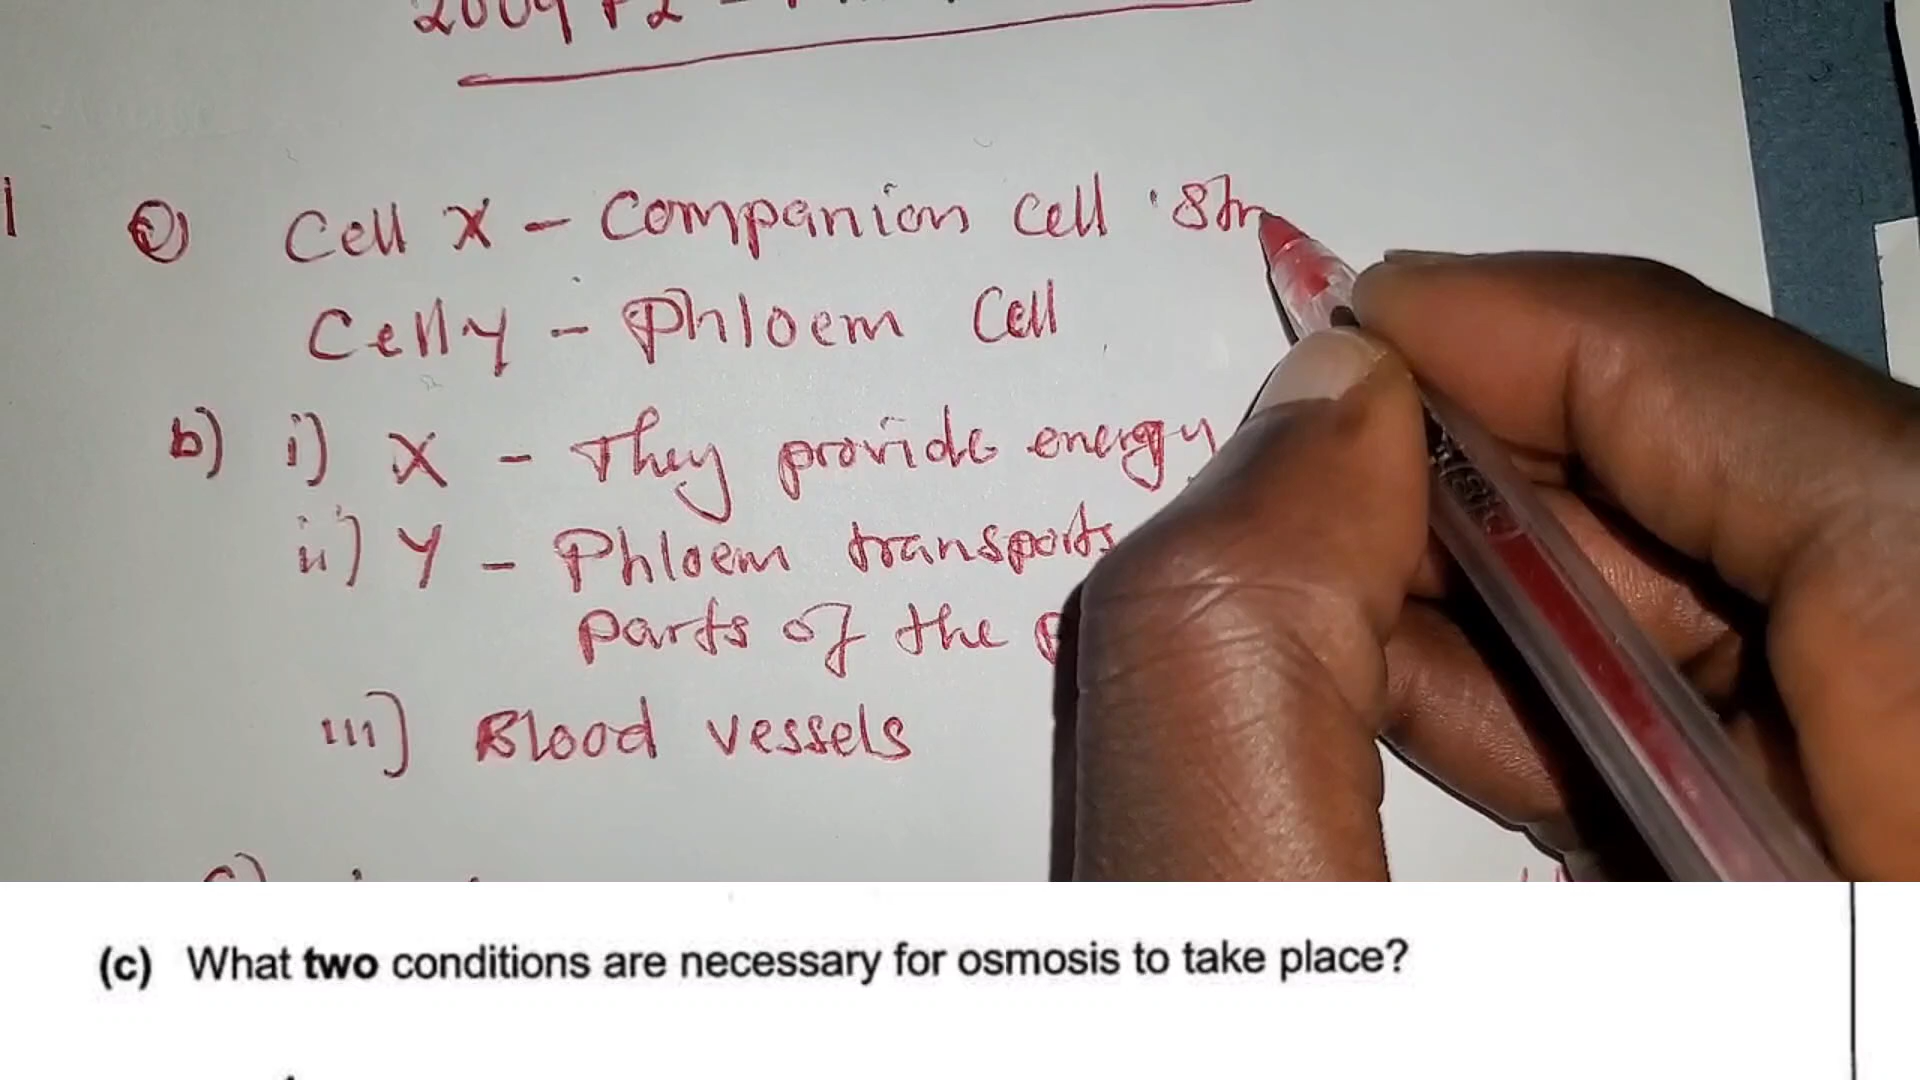 2009 P2 -
1 a) Cell X - Companion cell
Cell Y - Phloem Cell
b) i) X - They provide energy
ii) Y - Phloem transports
parts of the
iii) Blood vessels
(c) What two conditions are necessary for osmosis to take place?